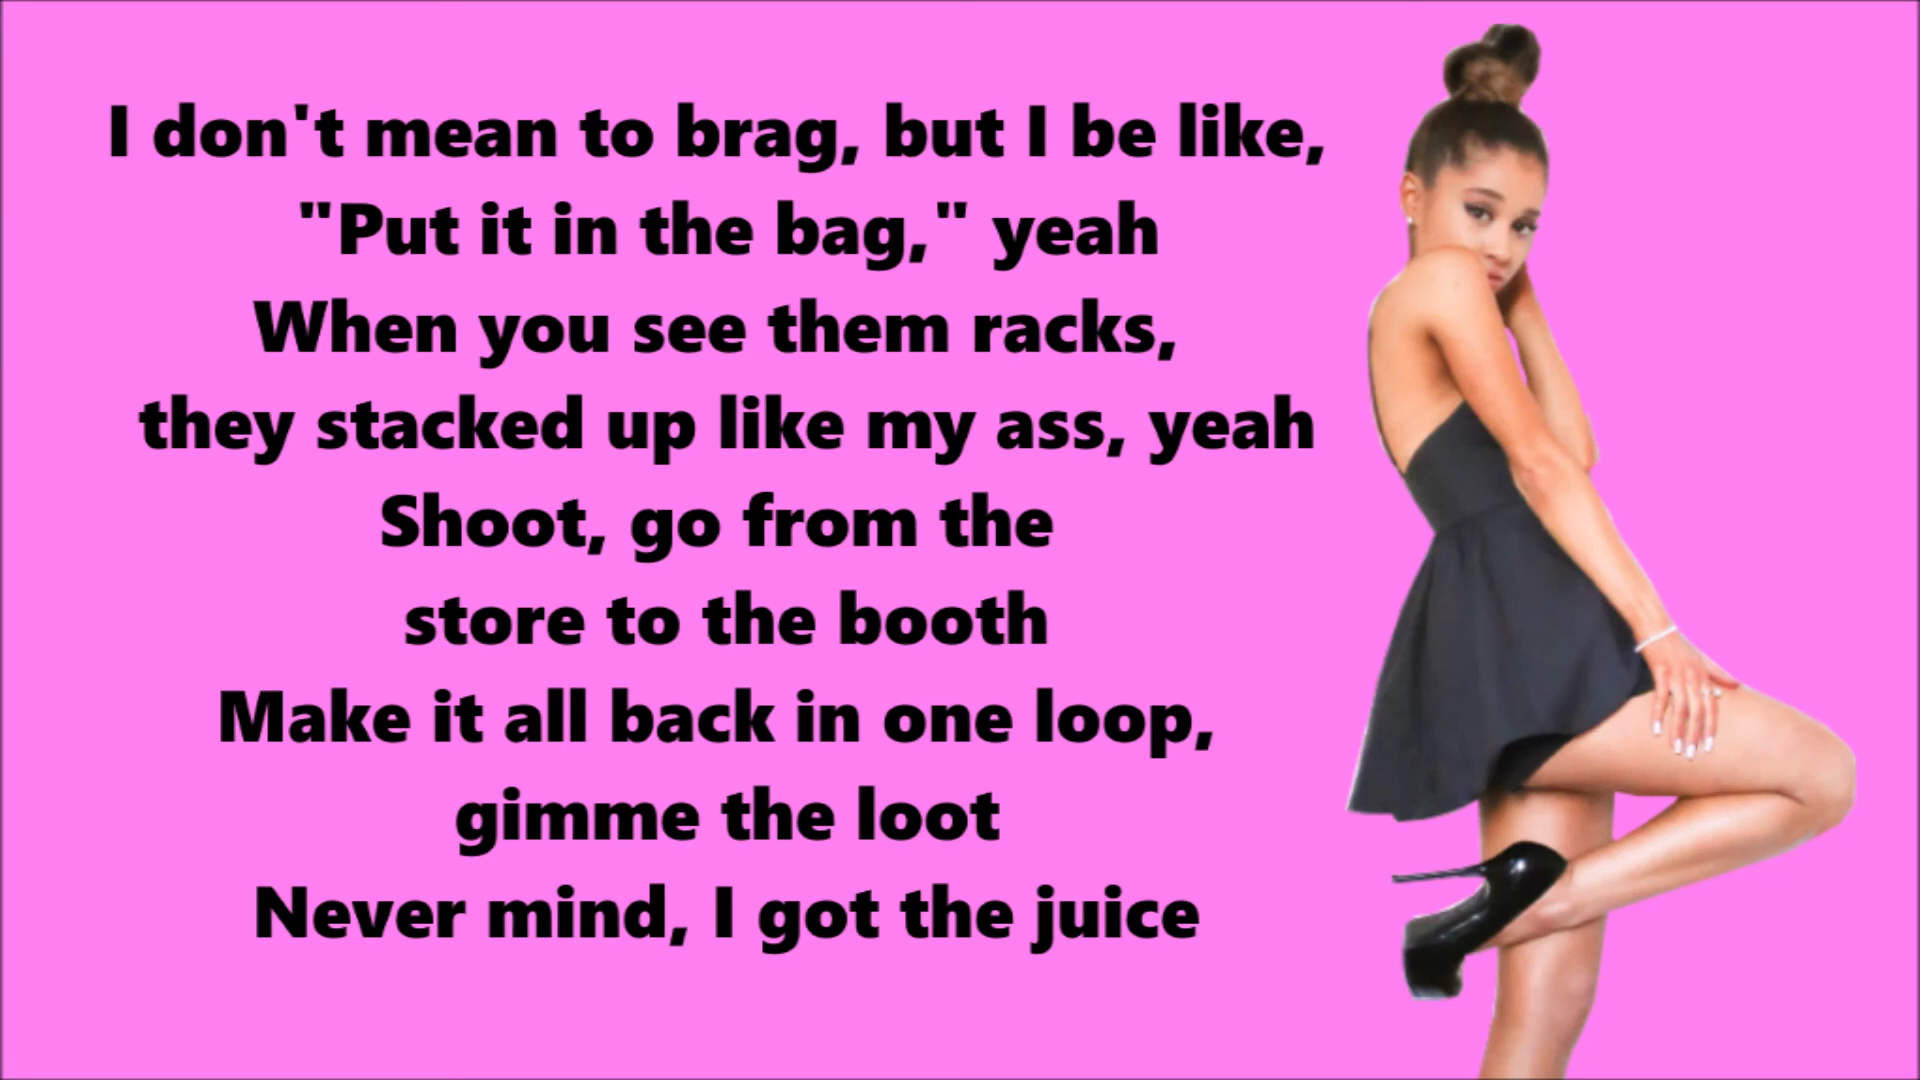 I don't mean to brag, but I be like,
"Put it in the bag," yeah
When you see them racks,
they stacked up like my ass, yeah
Shoot, go from the
store to the booth
Make it all back in one loop,
gimme the loot
Never mind, I got the juice